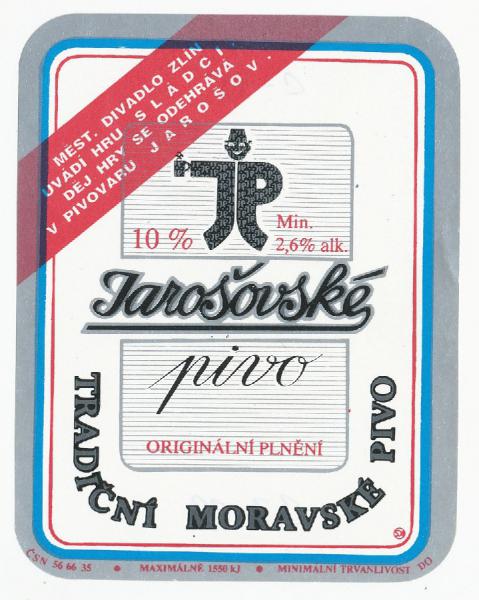 MĚST. DIVADLO ZLÍN
UVÁDÍ HRU SLÁDCI
DĚJ HRY SE ODEHRÁVÁ
V PIVOVARU JAROŠOV.
JP
10 %
Min.
2,6% alk.
Jarošovské
pivo
ORIGINÁLNÍ PLNĚNÍ
TRADIČNÍ MORAVSKÉ PIVO
ČSN 56 66 35 • MAXIMÁLNĚ 1550 kJ • MINIMÁLNÍ TRVANLIVOST DO